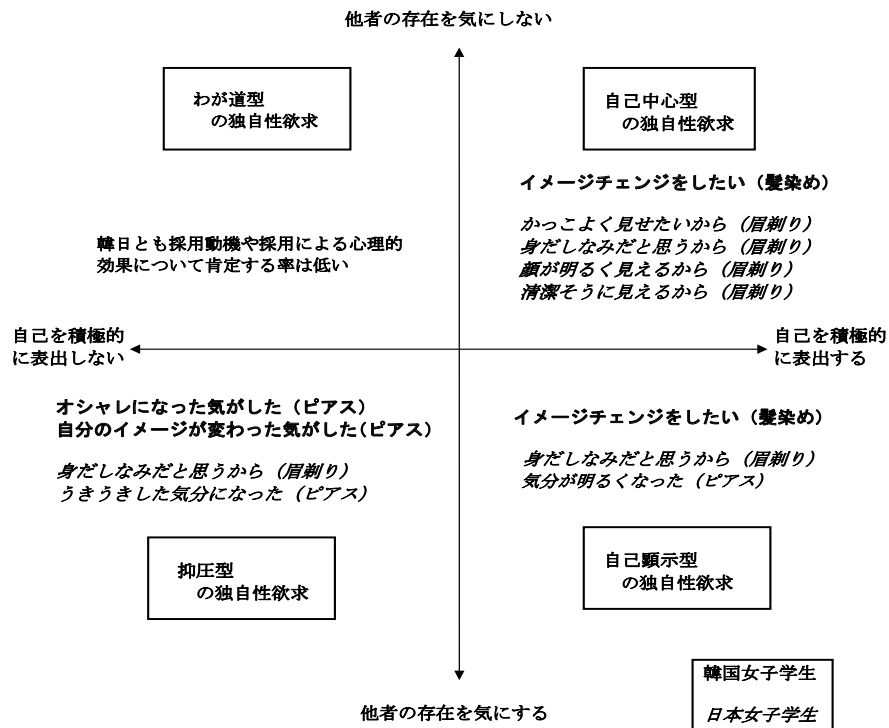 他者の存在を気にしない
わが道型
の独自性欲求
自己中心型
の独自性欲求
イメージチェンジをしたい（髪染め）
かっこよく見せたいから（眉剃り）
身だしなみだと思うから（眉剃り）
顔が明るく見えるから（眉剃り）
清潔そうに見えるから（眉剃り）
韓日とも採用動機や採用による心理的
効果について肯定する率は低い
自己を積極的
に表出しない
自己を積極的
に表出する
オシャレになった気がした（ピアス）
自分のイメージが変わった気がした(ピアス)
身だしなみだと思うから（眉剃り）
うきうきした気分になった（ピアス）
イメージチェンジをしたい（髪染め）
身だしなみだと思うから（眉剃り）
気分が明るくなった（ピアス）
抑圧型
の独自性欲求
自己顕示型
の独自性欲求
韓国女子学生
日本女子学生
他者の存在を気にする